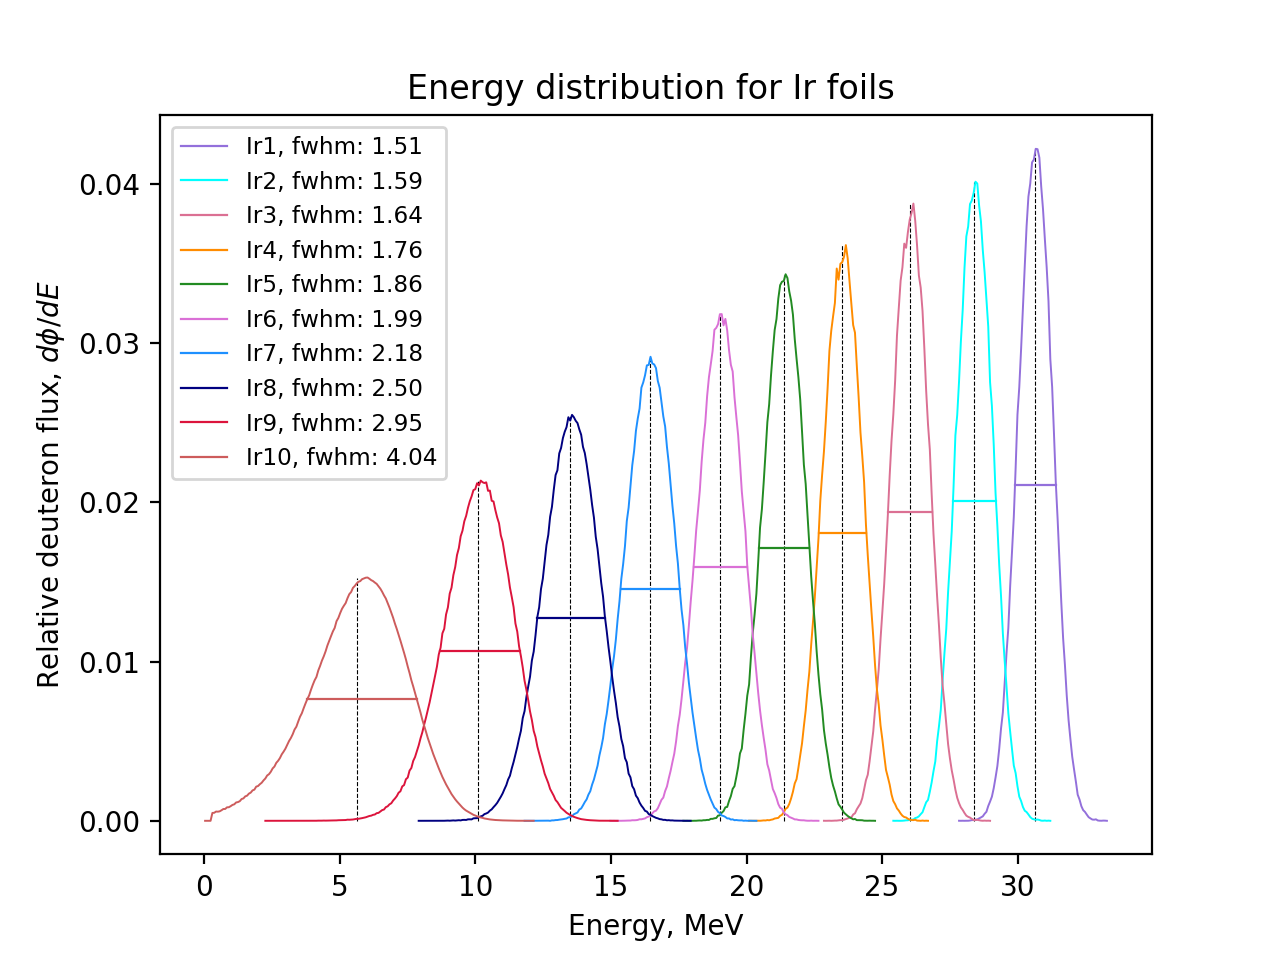 Energy distribution for Ir foils
Ir1, fwhm: 1.51
Ir2, fwhm: 1.59
Ir3, fwhm: 1.64
Ir4, fwhm: 1.76
Ir5, fwhm: 1.86
Ir6, fwhm: 1.99
Ir7, fwhm: 2.18
Ir8, fwhm: 2.50
Ir9, fwhm: 2.95
Ir10, fwhm: 4.04
Relative deuteron flux, dϕ/dE
0.04
0.03
0.02
0.01
0.00
0 5 10 15 20 25 30
Energy, MeV